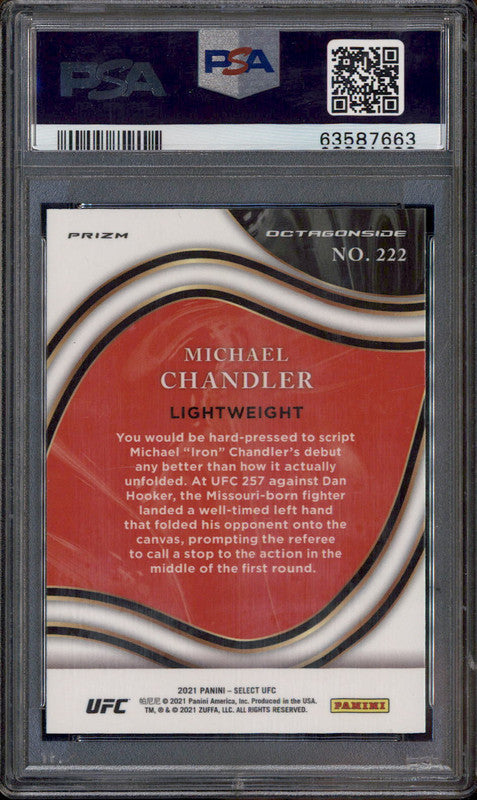 PSA
PSA
63587663
PRIZM
OCTAGONSIDE
NO. 222
MICHAEL
CHANDLER
LIGHTWEIGHT
You would be hard-pressed to script
Michael “Iron” Chandler’s debut
any better than how it actually
unfolded. At UFC 257 against Dan
Hooker, the Missouri-born fighter
landed a well-timed left hand
that folded his opponent onto the
canvas, prompting the referee
to call a stop to the action in the
middle of the first round.
2021 PANINI – SELECT UFC
UFC
帕尼尼 © 2021 Panini America, Inc. Produced in the USA.
TM, ® & © 2021 ZUFFA, LLC. ALL RIGHTS RESERVED.
PANINI